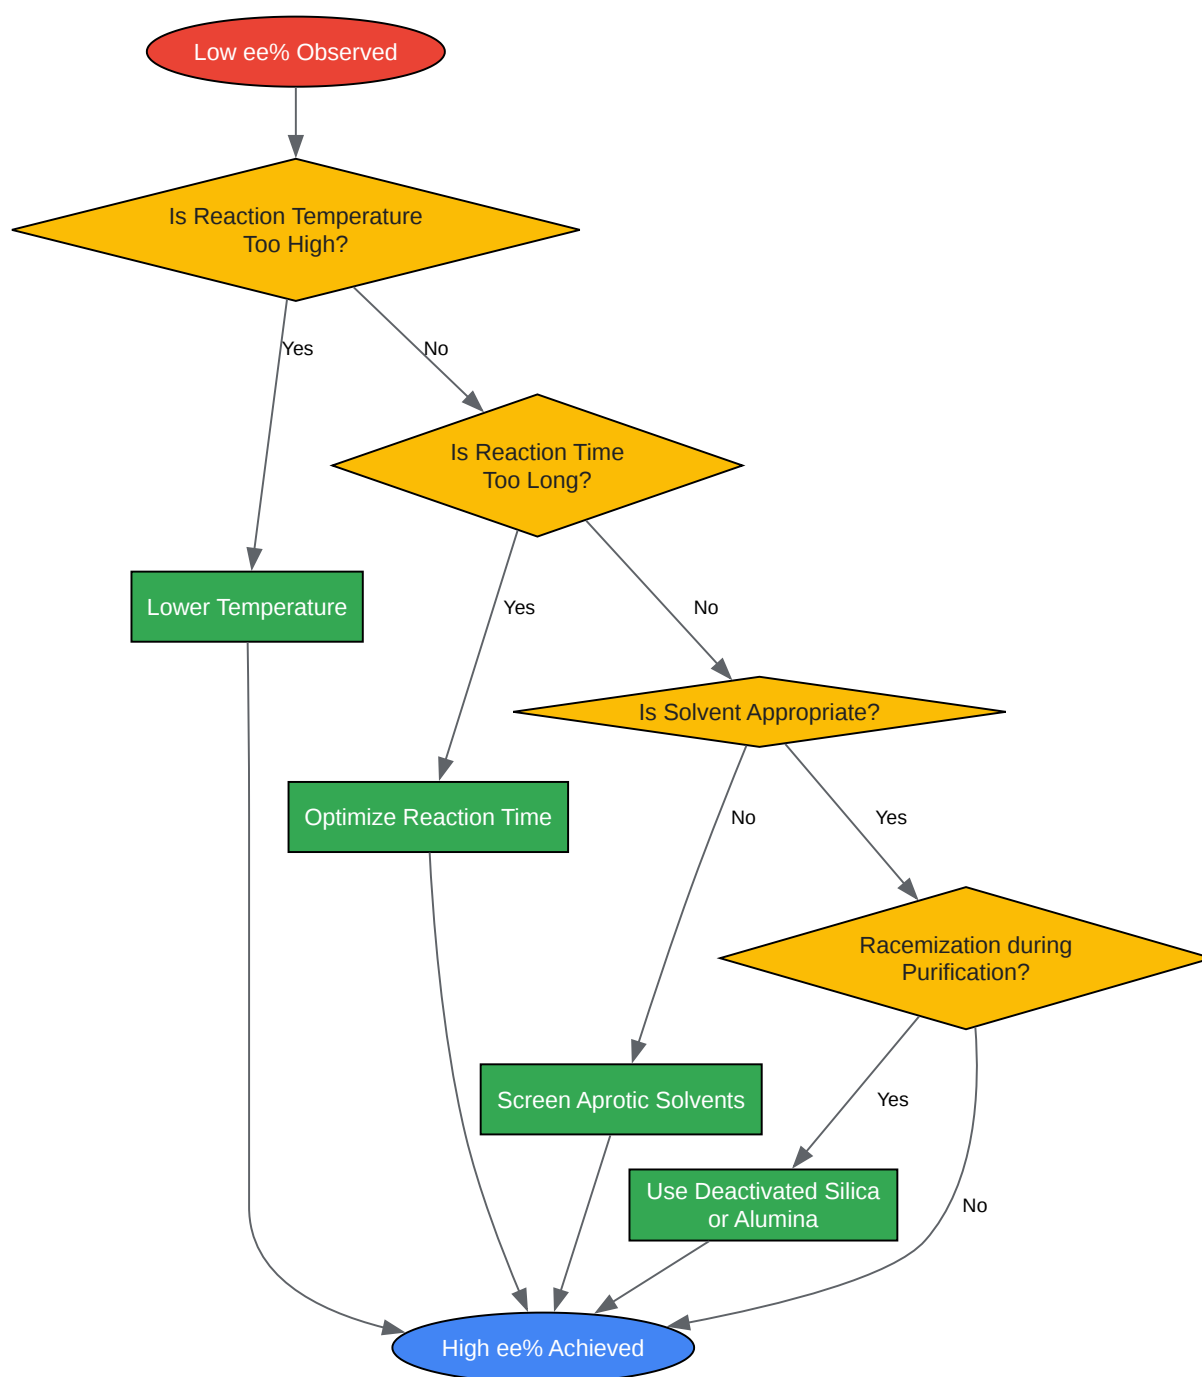 Low ee% Observed
Is Reaction Temperature
Too High?
Yes
No
Is Reaction Time
Too Long?
Lower Temperature
Yes
No
Is Solvent Appropriate?
Optimize Reaction Time
No
Yes
Racemization during
Purification?
Screen Aprotic Solvents
Yes
Use Deactivated Silica
or Alumina
No
High ee% Achieved